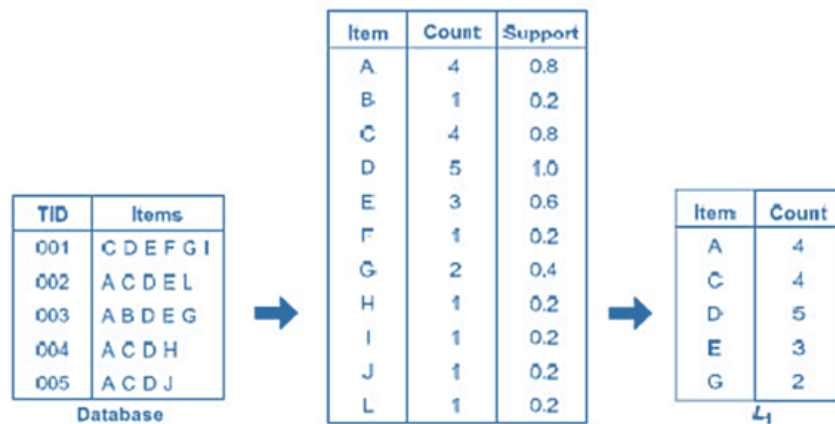 TID Items
001 C D E F G I
002 A C D E L
003 A B D E G
004 A C D H
005 A C D J
Database
Item Count Support
A 4 0.8
B 1 0.2
C 4 0.8
D 5 1.0
E 3 0.6
F 1 0.2
G 2 0.4
H 1 0.2
I 1 0.2
J 1 0.2
L 1 0.2
Item Count
A 4
C 4
D 5
E 3
G 2
L1